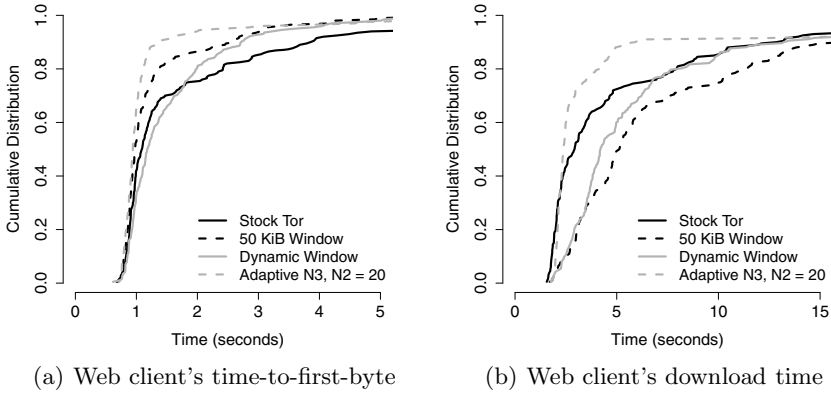 Cumulative Distribution
1.0
0.8
0.6
0.4
0.2
0.0
Stock Tor
50 KiB Window
Dynamic Window
Adaptive N3, N2 = 20
0 1 2 3 4 5
Time (seconds)
(a) Web client's time-to-first-byte
Cumulative Distribution
1.0
0.8
0.6
0.4
0.2
0.0
Stock Tor
50 KiB Window
Dynamic Window
Adaptive N3, N2 = 20
0 5 10 15
Time (seconds)
(b) Web client's download time